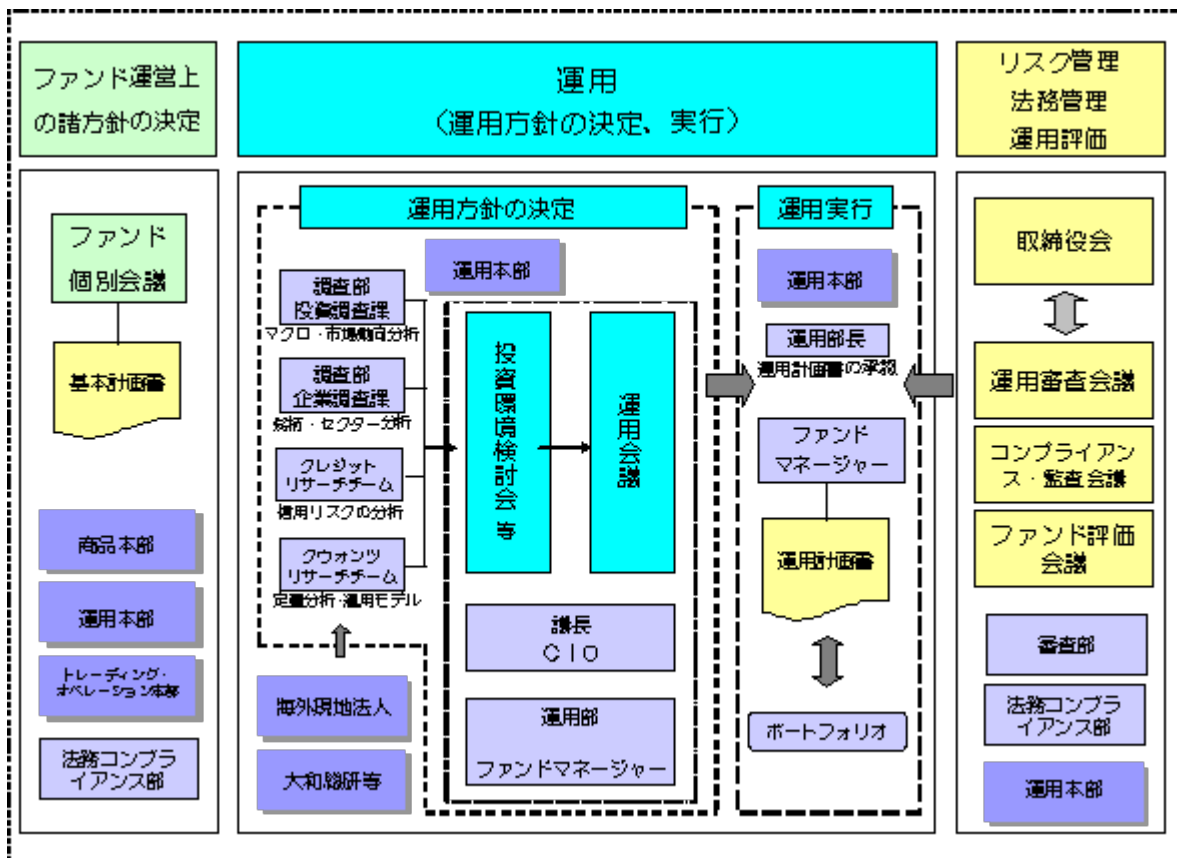 ファンド運営上
の諸方針の決定
ファンド
個別会議
基本計画書
商品本部
運用本部
トレーディング・
オペレーション本部
法務コンプラ
イアンス部
運用
（運用方針の決定、実行）
運用方針の決定
運用本部
調査部
投資調査課
マクロ・市場動向分析
調査部
企業調査課
銘柄・セクター分析
クレジット
リサーチチーム
信用リスクの分析
クウォンツ
リサーチチーム
定量分析・運用モデル
海外現地法人
大和総研等
投資環境検討会 等
運用会議
議長
ＣＩＯ
運用部
ファンドマネージャー
運用実行
運用本部
運用部長
運用計画書の承認
ファンド
マネージャー
運用計画書
ポートフォリオ
リスク管理
法務管理
運用評価
取締役会
運用審査会議
コンプライアン
ス・監査会議
ファンド評価
会議
審査部
法務コンプラ
イアンス部
運用本部